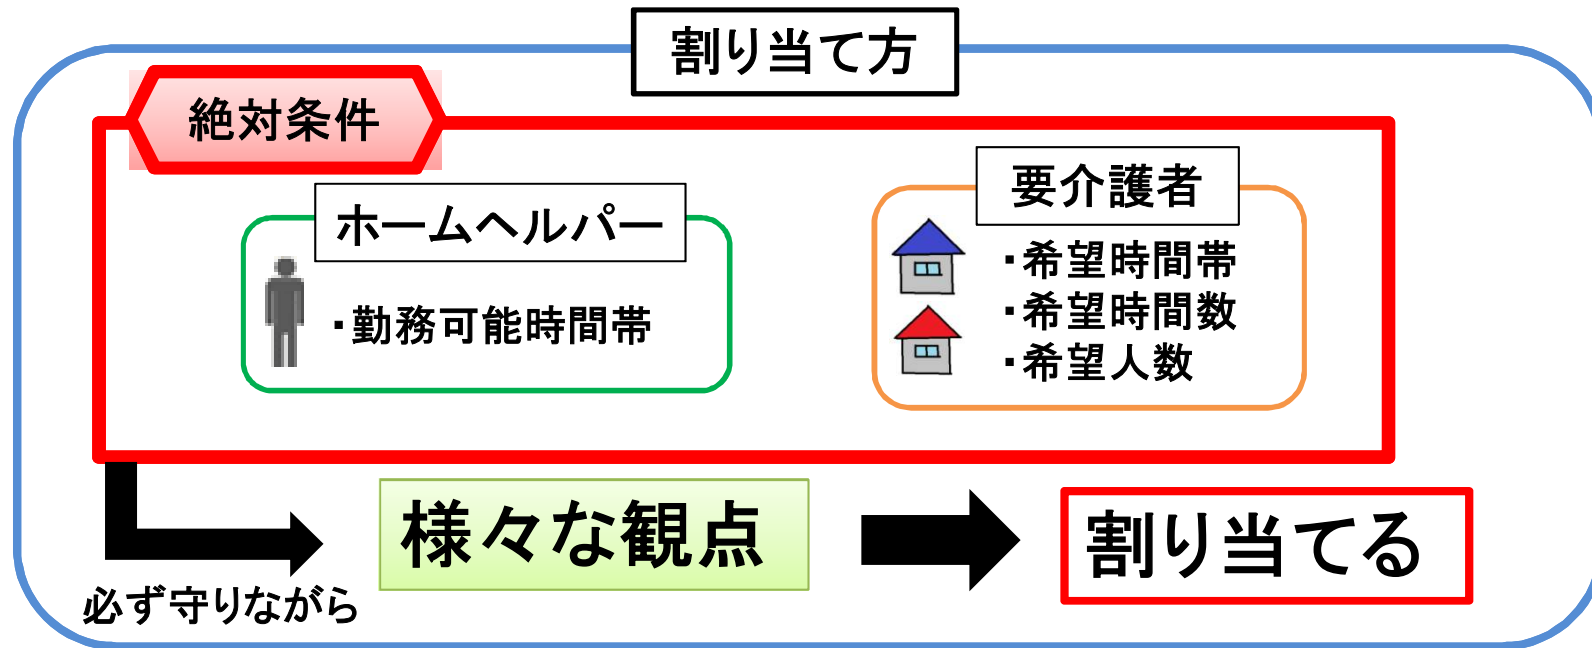 割り当て方
絶対条件
ホームヘルパー
・勤務可能時間帯
要介護者
・希望時間帯
・希望時間数
・希望人数
必ず守りながら
様々な観点
割り当てる